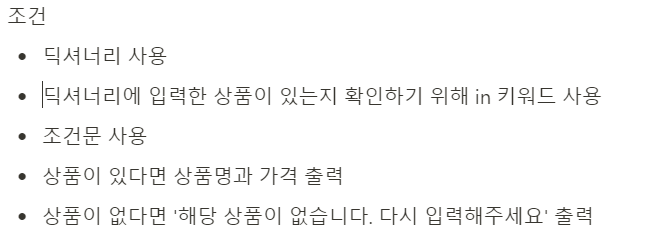 조건
딕셔너리 사용
딕셔너리에 입력한 상품이 있는지 확인하기 위해 in 키워드 사용
조건문 사용
상품이 있다면 상품명과 가격 출력
상품이 없다면 '해당 상품이 없습니다. 다시 입력해주세요' 출력